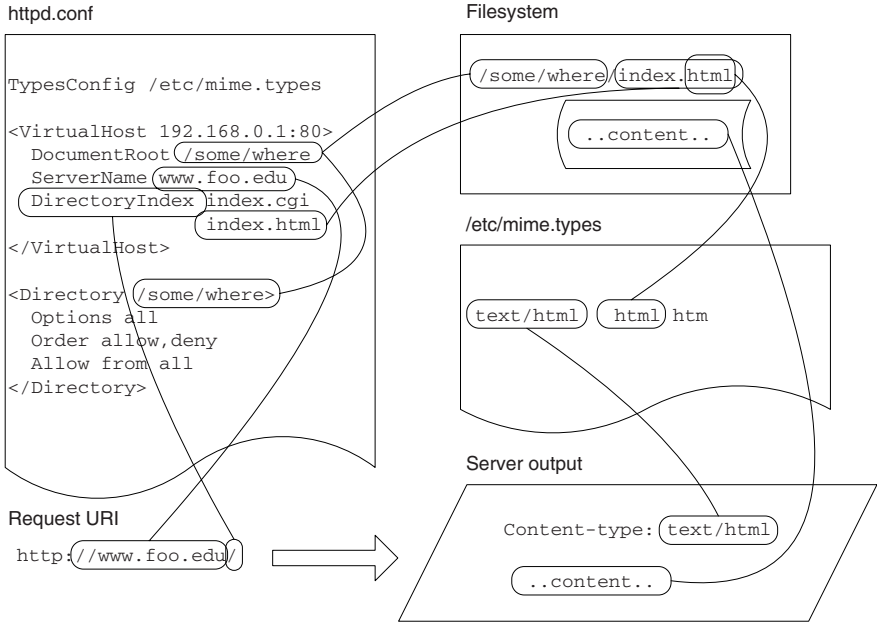 httpd.conf
TypesConfig /etc/mime.types
<VirtualHost 192.168.0.1:80>
DocumentRoot /some/where
ServerName www.foo.edu
DirectoryIndex index.cgi
index.html
</VirtualHost>
<Directory /some/where>
Options all
Order allow,deny
Allow from all
</Directory>
Request URI
http://www.foo.edu/
Filesystem
/some/where/index.html
..content..
/etc/mime.types
text/html html htm
Server output
Content-type: text/html
..content..